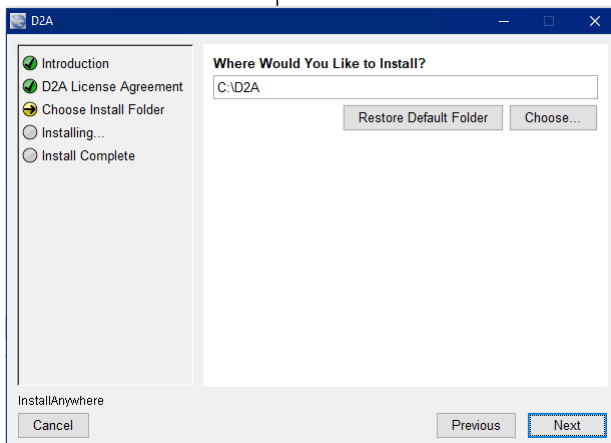 D2A
Introduction
D2A License Agreement
Choose Install Folder
Installing...
Install Complete
Where Would You Like to Install?
C:\D2A
Restore Default Folder
Choose...
InstallAnywhere
Cancel
Previous
Next